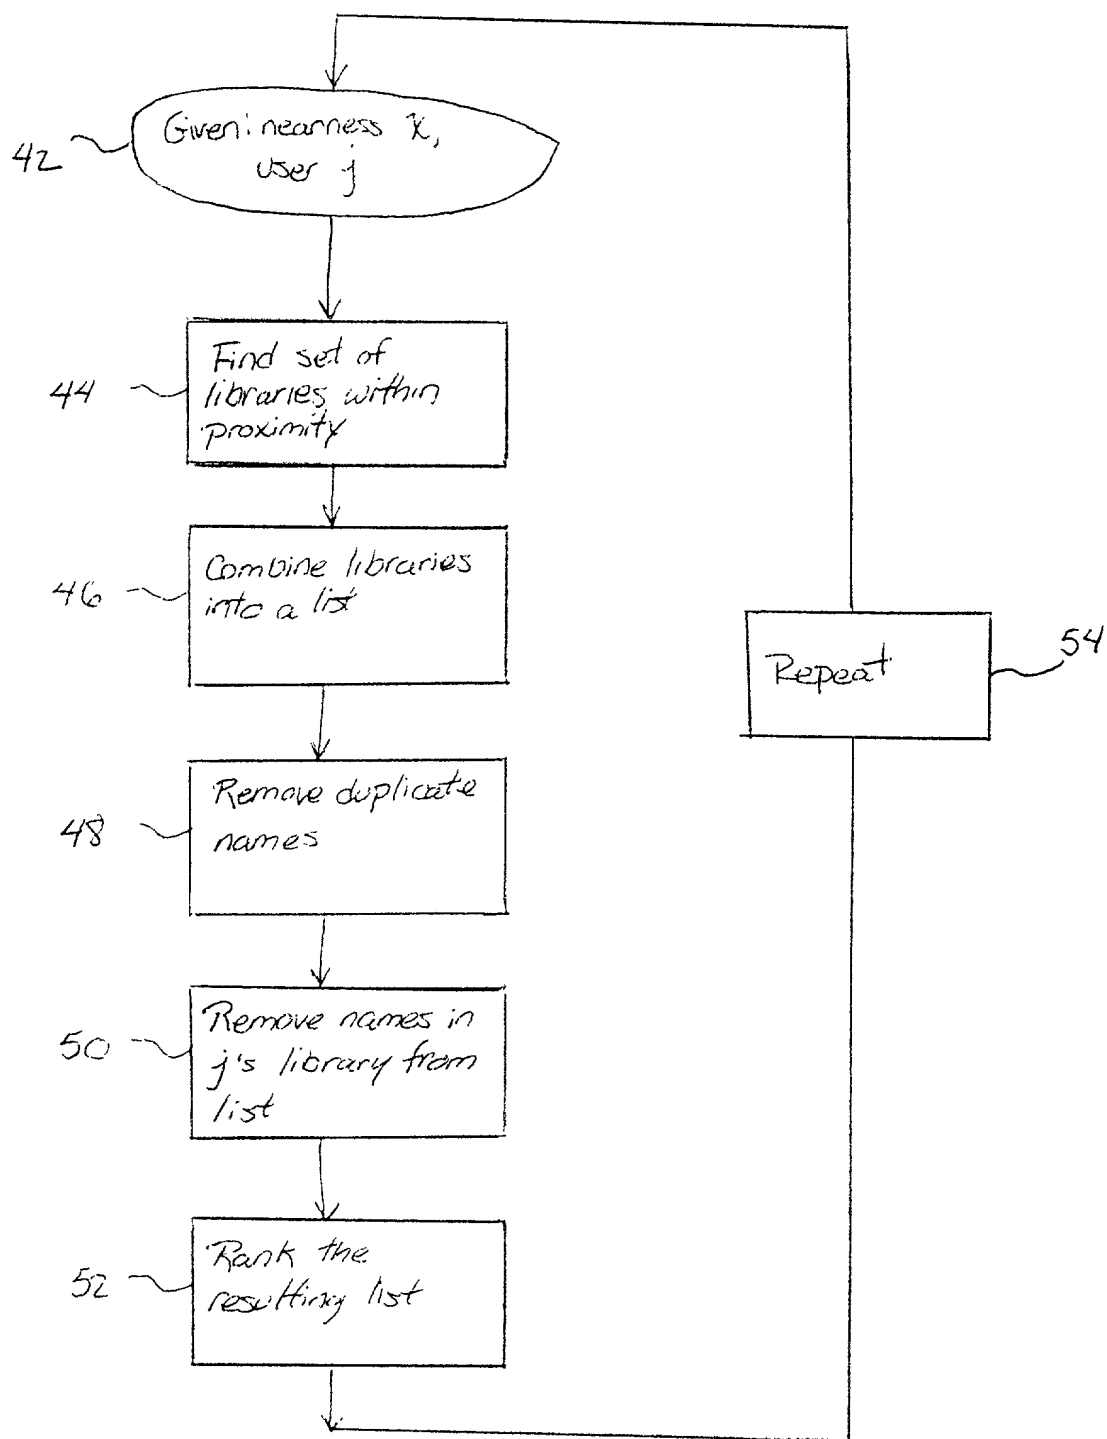 Given: nearness x,
user j
42
Find set of
libraries within
proximity
44
Combine libraries
into a list
46
Repeat
54
Remove duplicate
names
48
Remove names in
j's library from
list
50
Rank the
resulting list
52